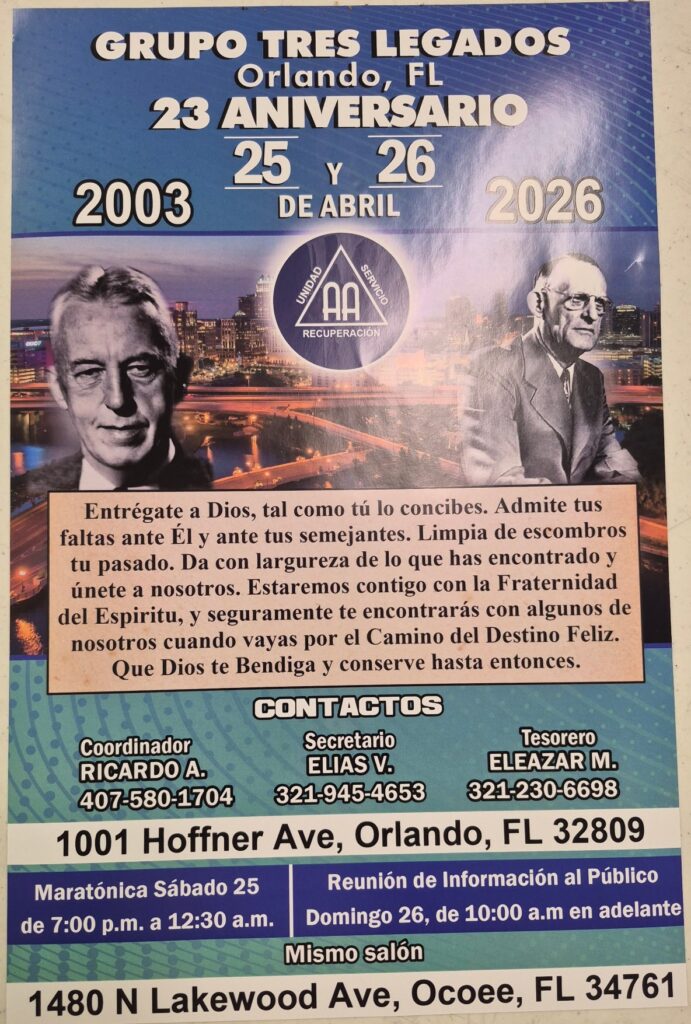 GRUPO TRES LEGADOS
Orlando, FL
23 ANIVERSARIO
25 Y 26
DE ABRIL
2003
2026
UNIDAD
SERVICIO
AA
RECUPERACIÓN
Entrégate a Dios, tal como tú lo concibes. Admite tus
faltas ante Él y ante tus semejantes. Limpia de escombros
tu pasado. Da con largureza de lo que has encontrado y
únete a nosotros. Estaremos contigo con la Fraternidad
del Espiritu, y seguramente te encontrarás con algunos de
nosotros cuando vayas por el Camino del Destino Feliz.
Que Dios te Bendiga y conserve hasta entonces.
CONTACTOS
Coordinador
RICARDO A.
407-580-1704
Secretario
ELIAS V.
321-945-4653
Tesorero
ELEAZAR M.
321-230-6698
1001 Hoffner Ave, Orlando, FL 32809
Maratónica Sábado 25
de 7:00 p.m. a 12:30 a.m.
Reunión de Información al Público
Domingo 26, de 10:00 a.m en adelante
Mismo salón
1480 N Lakewood Ave, Ocoee, FL 34761